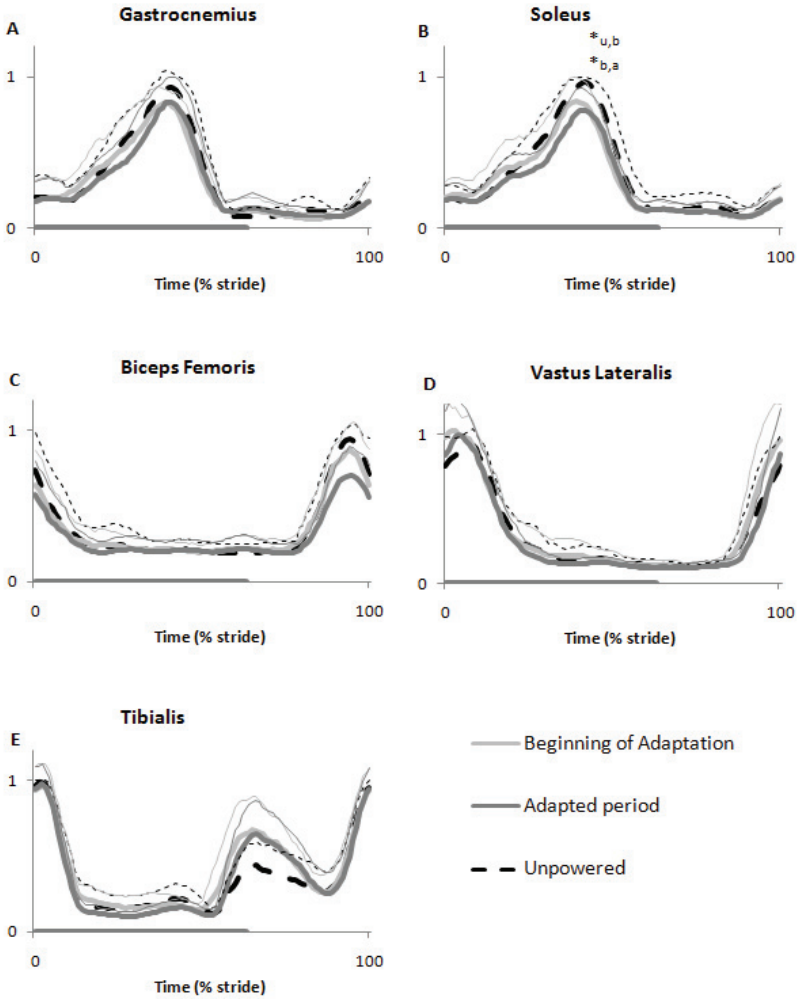 A
Gastrocnemius
1
0
0 100
Time (% stride)
B
Soleus
*u,b
*b,a
1
0
0 100
Time (% stride)
C
Biceps Femoris
1
0
0 100
Time (% stride)
D
Vastus Lateralis
1
0
0 100
Time (% stride)
E
Tibialis
1
0
0 100
Time (% stride)
Beginning of Adaptation
Adapted period
Unpowered